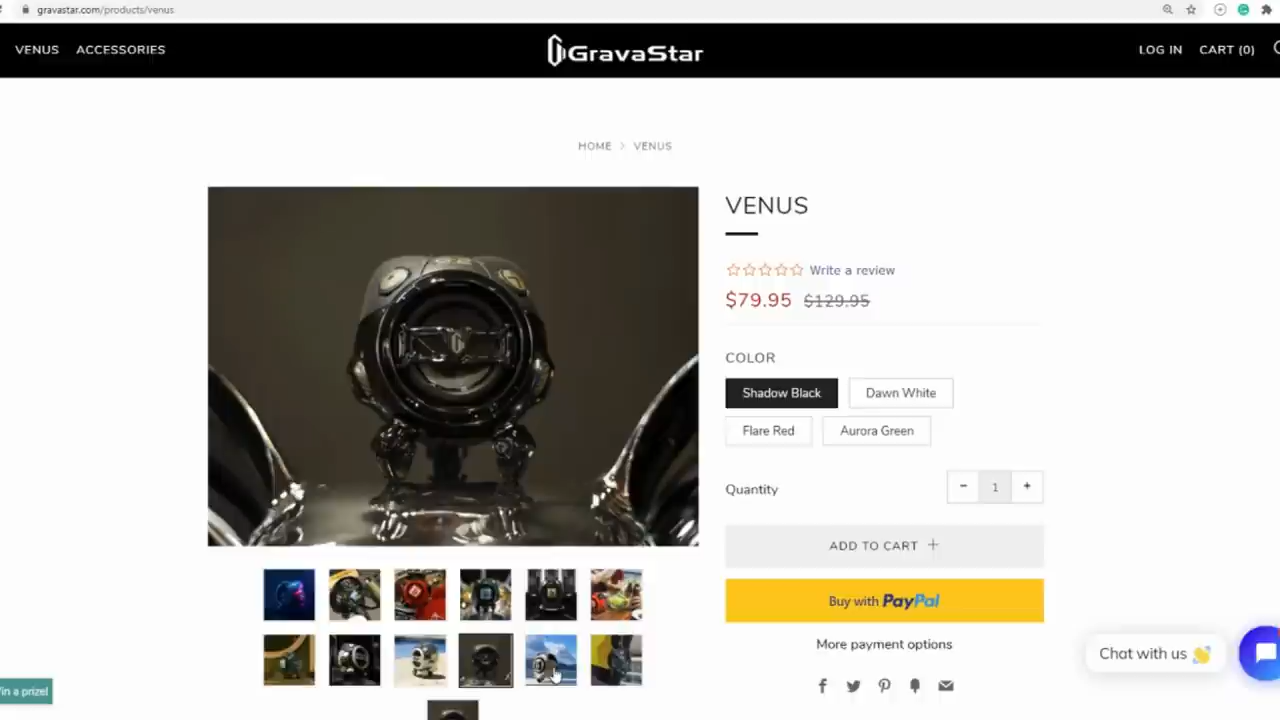 gravastar.com/products/venus
VENUS ACCESSORIES
GravaStar
LOG IN CART (0)
HOME > VENUS
VENUS
Write a review
$79.95 $129.95
COLOR
Shadow Black
Dawn White
Flare Red
Aurora Green
Quantity
− 1 +
ADD TO CART +
Buy with PayPal
More payment options
Chat with us 👋
in a prize!